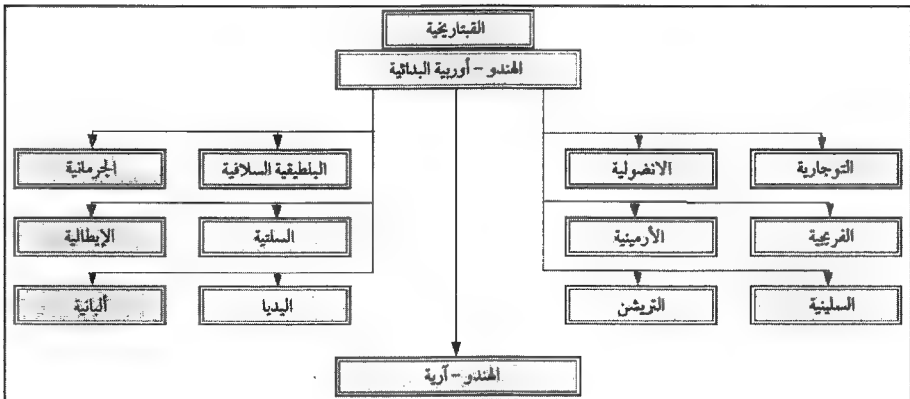 القبتاريخية
الهندو - أوربية البدائية
التوجارية
الانضولية
البلطيقية السلافية
الجرمانية
الفريجية
الأرمينية
السلتية
الإيطالية
السلينية
التريشن
اليديا
ألبانية
الهندو - آرية